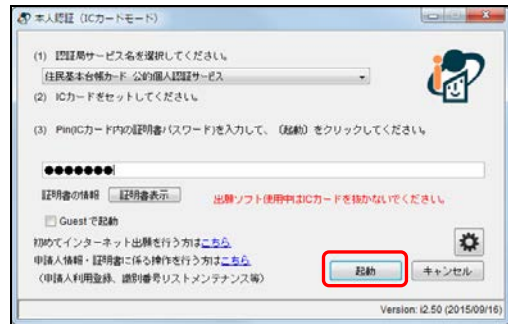 本人認証（ICカードモード）
(1) 認証局サービス名を選択してください。
住民基本台帳カード 公的個人認証サービス
(2) ICカードをセットしてください。
(3) Pin(ICカード内の証明書パスワード)を入力して、（起動）をクリックしてください。
●●●●●●●
証明書の情報 証明書表示 出願ソフト使用中はICカードを抜かないでください。
Guestで起動
初めてインターネット出願を行う方はこちら
申請人情報・証明書に係る操作を行う方はこちら
（申請人利用登録、識別番号リストメンテナンス等）
起動 キャンセル
Version: i2.50 (2015/09/16)